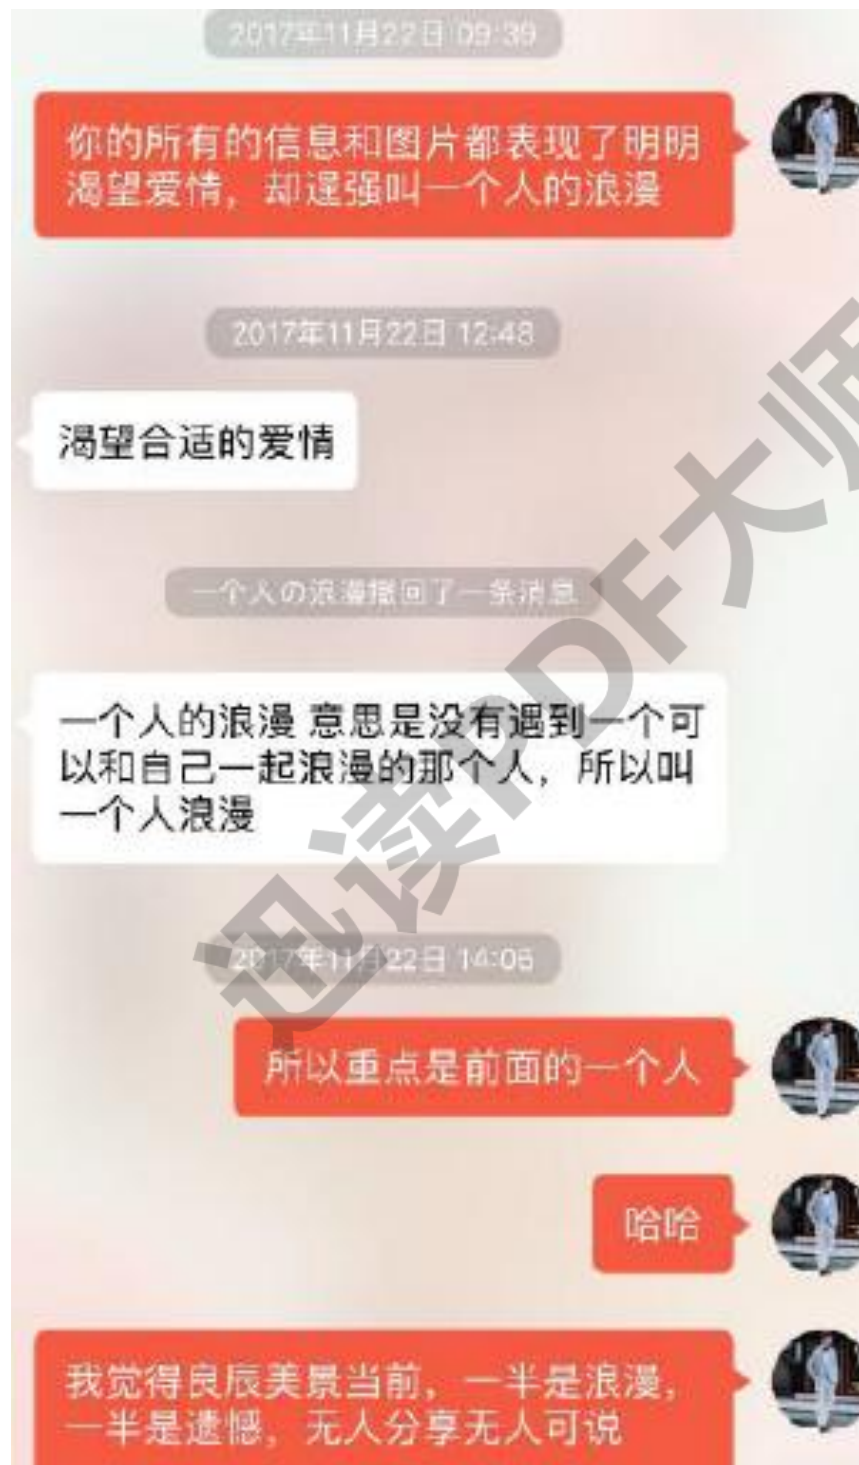 2017年11月22日 09:39
你的所有的信息和图片都表现了明明
渴望爱情，却逞强叫一个人的浪漫
2017年11月22日 12:48
渴望合适的爱情
一个人の浪漫撤回了一条消息
一个人的浪漫 意思是没有遇到一个可
以和自己一起浪漫的那个人，所以叫
一个人浪漫
2017年11月22日 14:06
所以重点是前面的一个人
哈哈
我觉得良辰美景当前，一半是浪漫，
一半是遗憾，无人分享无人可说
迅读PDF大师